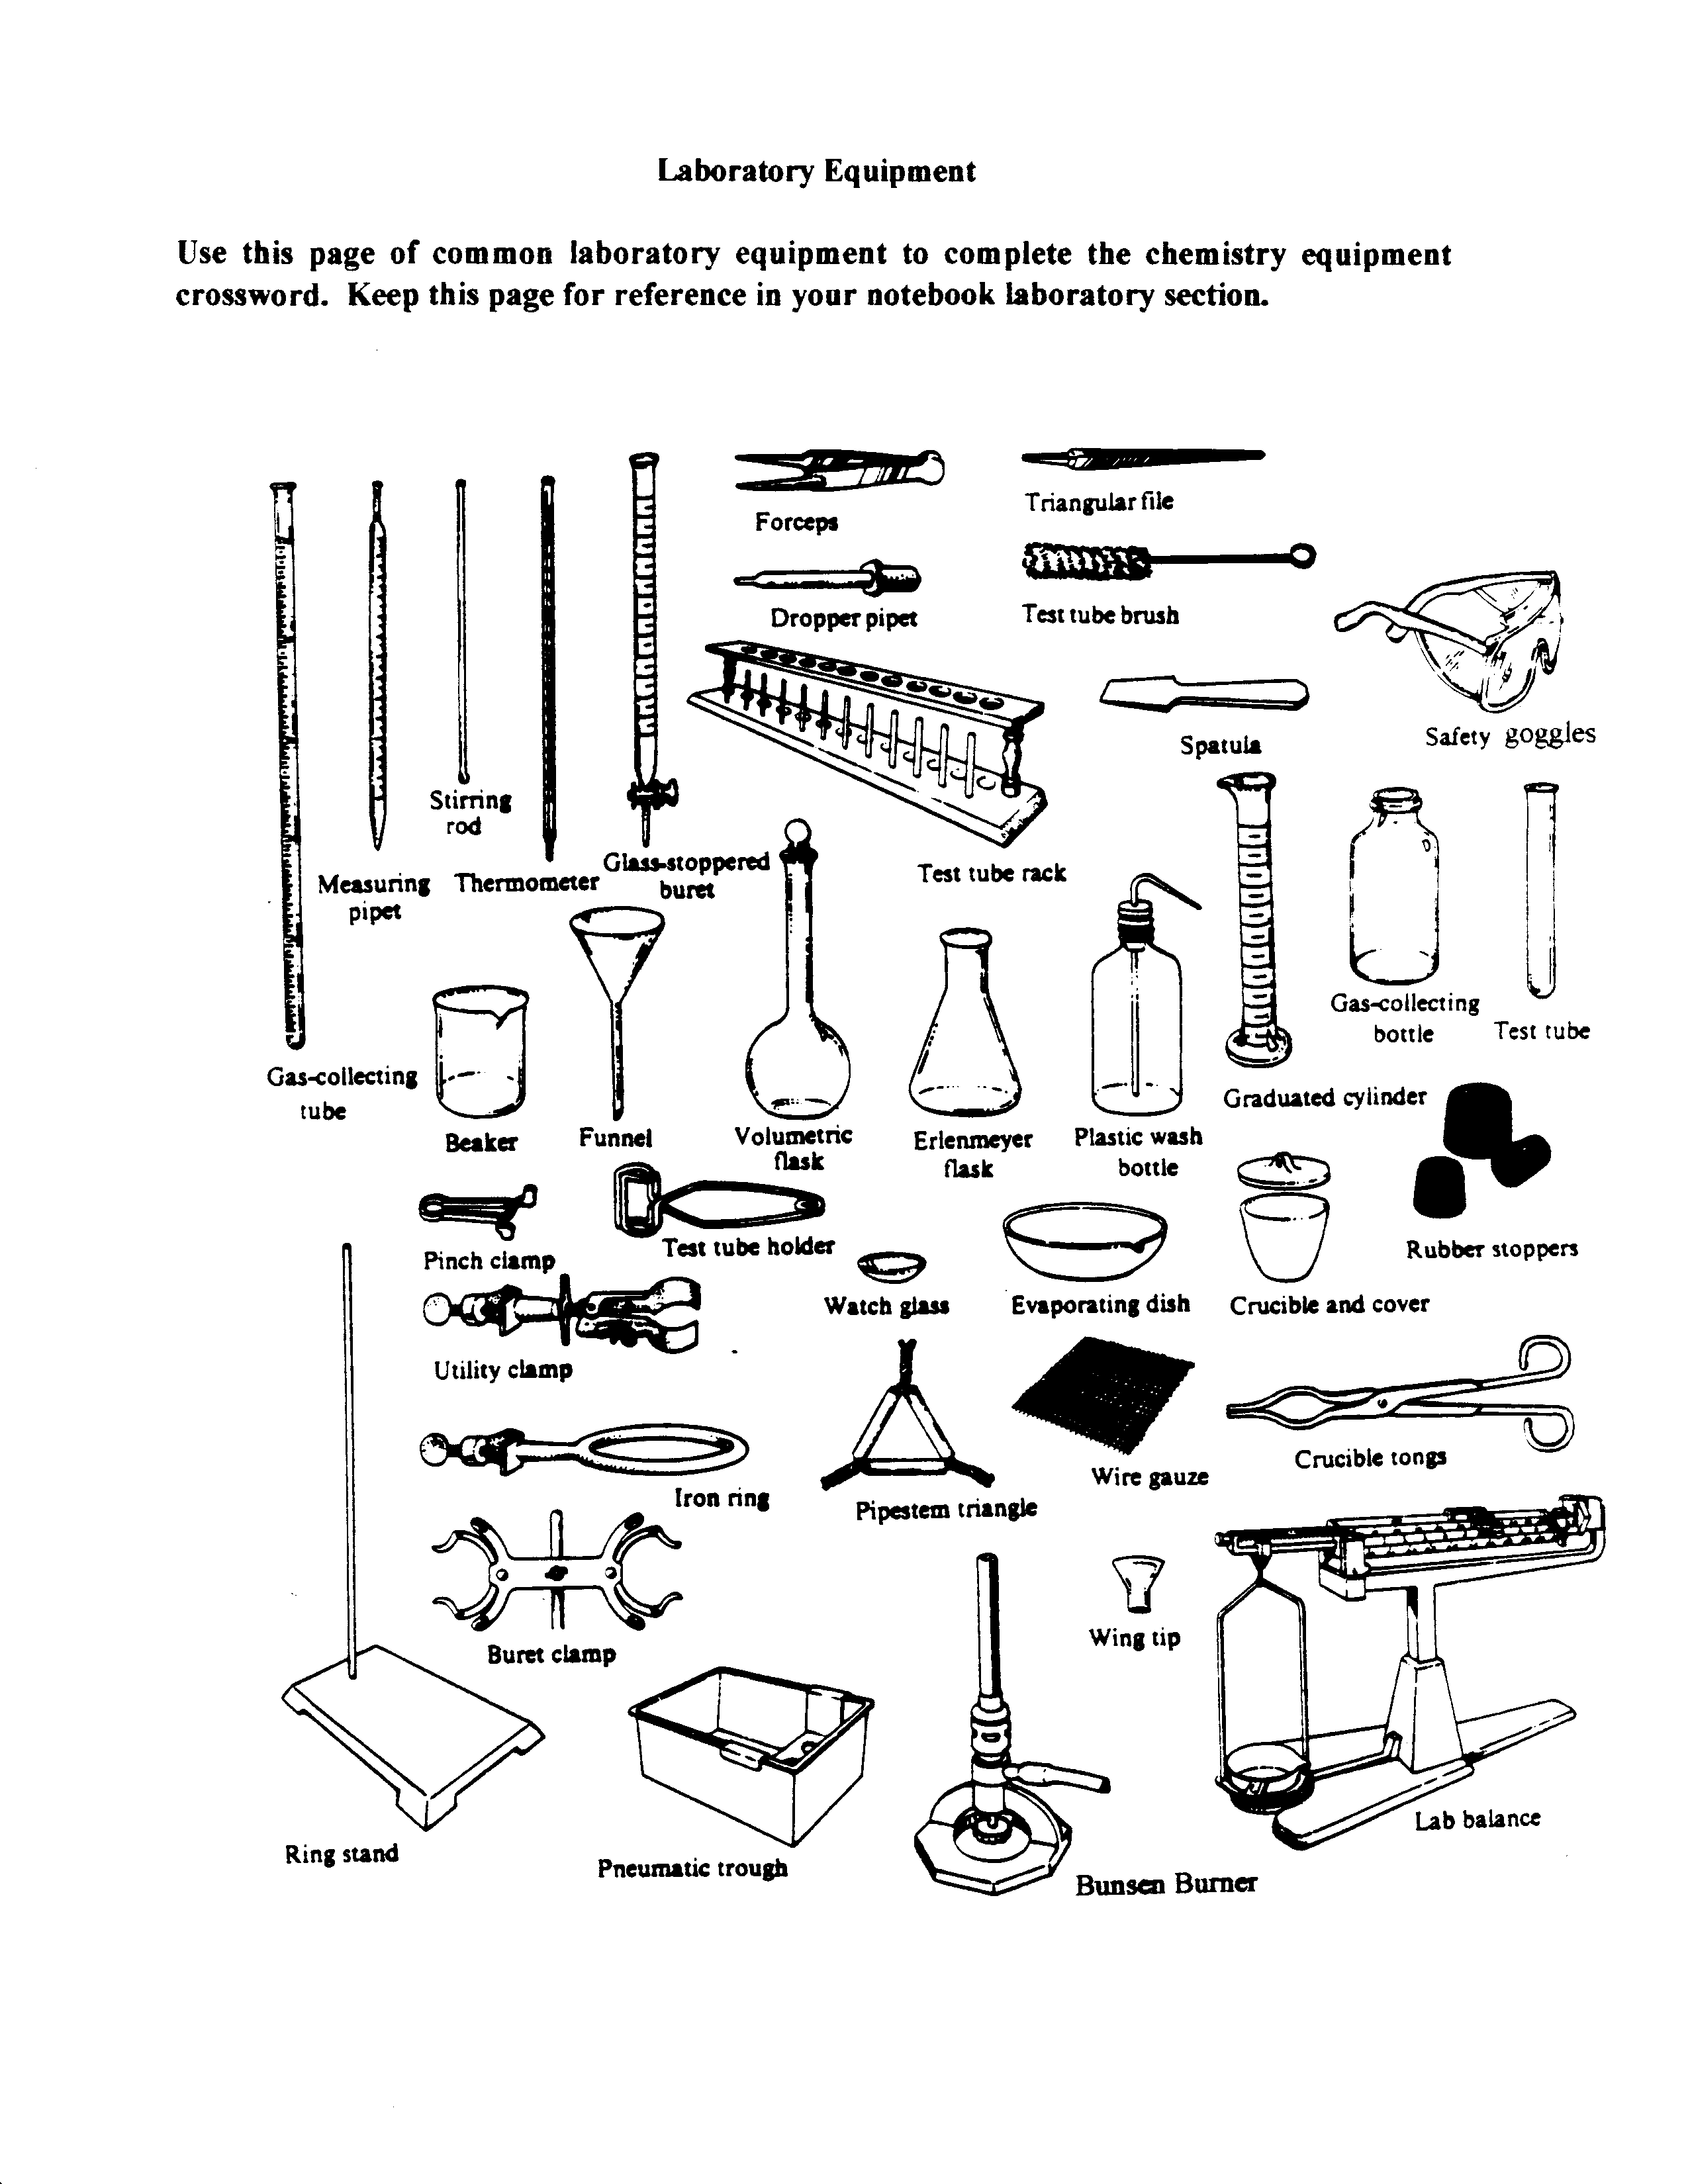 Laboratory Equipment
Use this page of common laboratory equipment to complete the chemistry equipment
crossword. Keep this page for reference in your notebook laboratory section.
Forceps
Triangular file
Dropper pipet
Test tube brush
Spatula
Safety goggles
Stirring
rod
Measuring
pipet
Thermometer
Glass-stoppered
buret
Test tube rack
Gas-collecting
bottle
Test tube
Gas-collecting
tube
Graduated cylinder
Beaker
Funnel
Volumetric
flask
Erlenmeyer
flask
Plastic wash
bottle
Pinch clamp
Test tube holder
Rubber stoppers
Watch glass
Evaporating dish
Crucible and cover
Utility clamp
Crucible tongs
Wire gauze
Iron ring
Pipestem triangle
Wing tip
Buret clamp
Lab balance
Ring stand
Pneumatic trough
Bunsen Burner